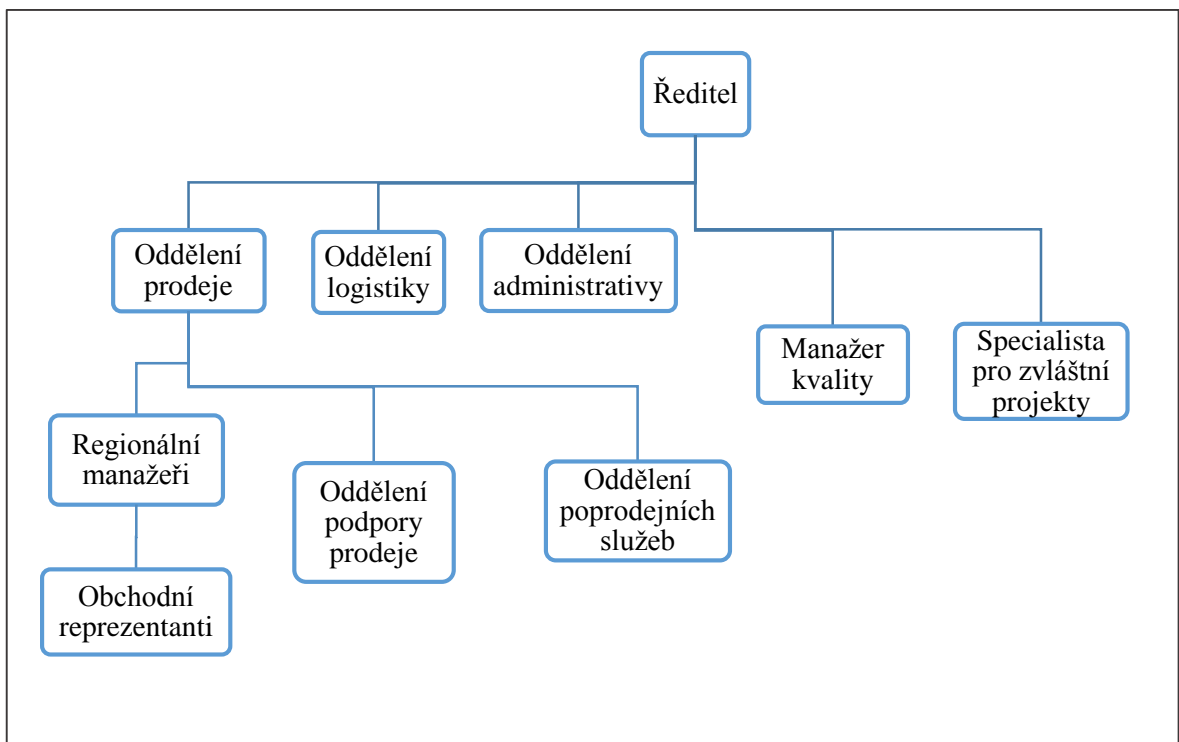 Ředitel
Oddělení
prodeje
Oddělení
logistiky
Oddělení
administrativy
Manažer
kvality
Specialista
pro zvláštní
projekty
Regionální
manažeři
Oddělení
podpory
prodeje
Oddělení
poprodejních
služeb
Obchodní
reprezentanti